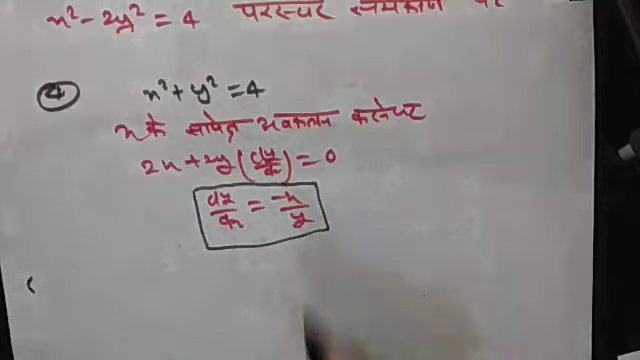 x² - 2y² = 4 परस्पर समकोण पर
④ x² + y² = 4
x के सापेक्ष अवकलन करने पर
2x + 2y (dy/dx) = 0
dy/dx = -x/y
(